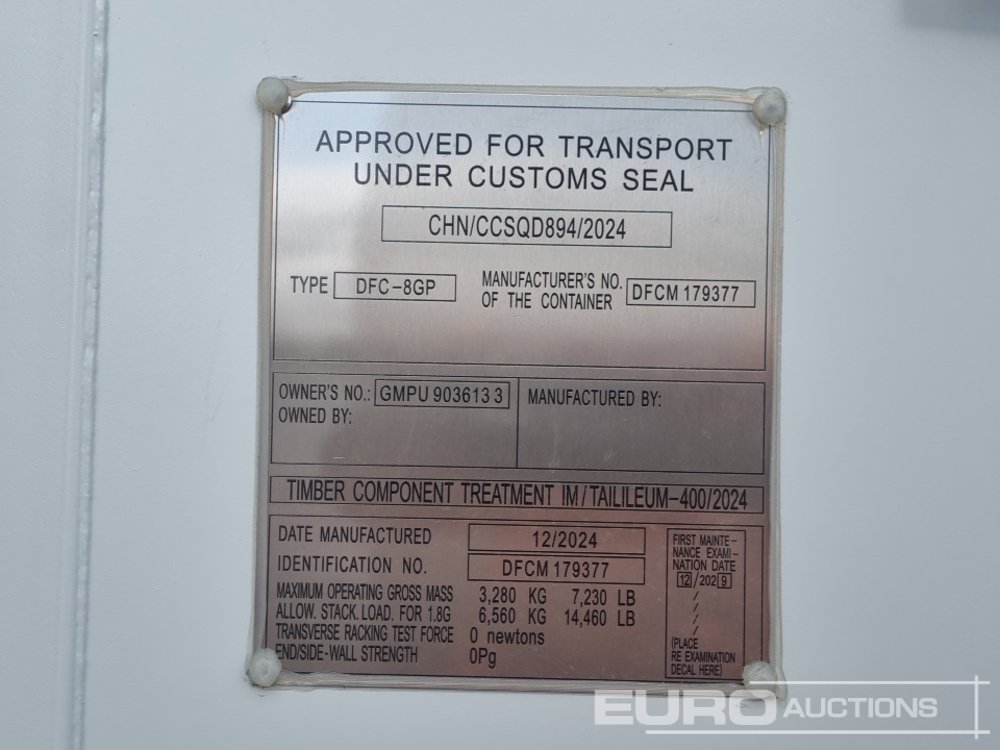 APPROVED FOR TRANSPORT
UNDER CUSTOMS SEAL
CHN/CCSQD894/2024
TYPE DFC-8GP
MANUFACTURER'S NO.
OF THE CONTAINER
DFCM 179377
OWNER'S NO.: GMPU 903613 3
OWNED BY:
MANUFACTURED BY:
TIMBER COMPONENT TREATMENT IM/TAILILEUM-400/2024
DATE MANUFACTURED 12/2024
IDENTIFICATION NO. DFCM 179377
MAXIMUM OPERATING GROSS MASS 3,280 KG 7,230 LB
ALLOW. STACK. LOAD. FOR 1.8G 6,560 KG 14,460 LB
TRANSVERSE RACKING TEST FORCE 0 newtons
END/SIDE-WALL STRENGTH 0Pg
FIRST MAINTE-
NANCE EXAMI-
NATION DATE
12/2029
/
/
/
/
(PLACE
RE EXAMINATION
DECAL HERE)
EURO AUCTIONS